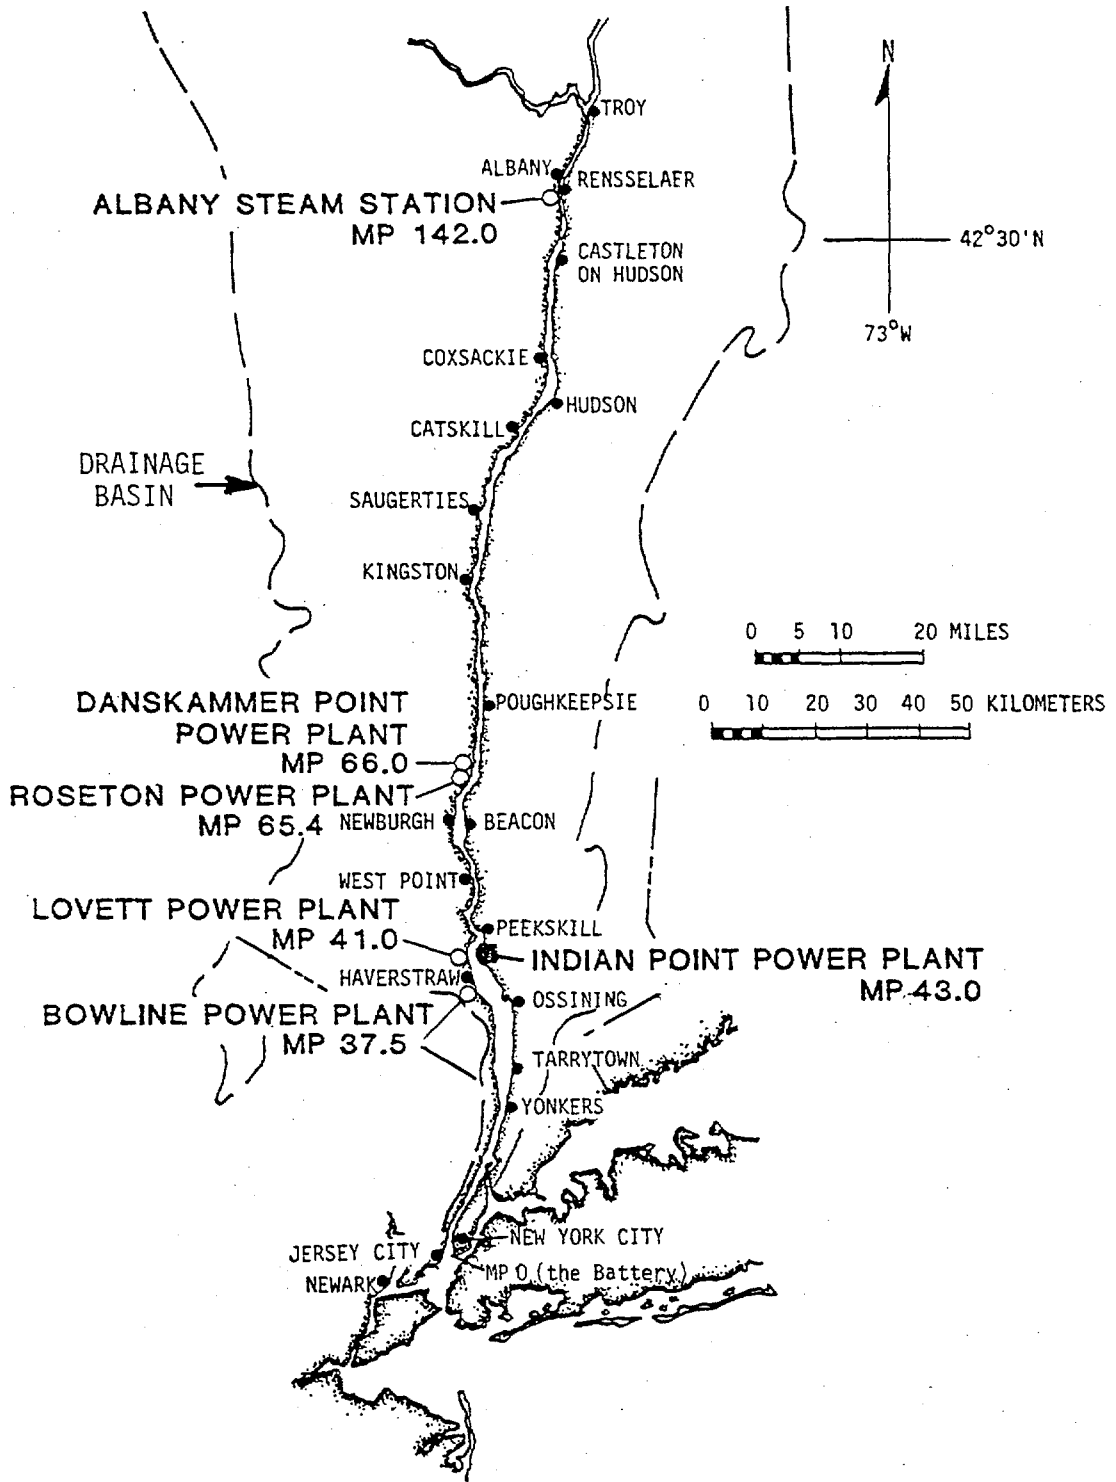 N
TROY
ALBANY
RENSSELAER
ALBANY STEAM STATION
MP 142.0
42°30'N
CASTLETON
ON HUDSON
73°W
COXSACKIE
HUDSON
CATSKILL
DRAINAGE
BASIN
SAUGERTIES
KINGSTON
0 5 10 20 MILES
DANSKAMMER POINT
POWER PLANT
MP 66.0
POUGHKEEPSIE
0 10 20 30 40 50 KILOMETERS
ROSETON POWER PLANT
MP 65.4
NEWBURGH
BEACON
WEST POINT
LOVETT POWER PLANT
MP 41.0
PEEKSKILL
INDIAN POINT POWER PLANT
MP 43.0
HAVERSTRAW
OSSINING
BOWLINE POWER PLANT
MP 37.5
TARRYTOWN
YONKERS
NEW YORK CITY
JERSEY CITY
MP 0 (the Battery)
NEWARK